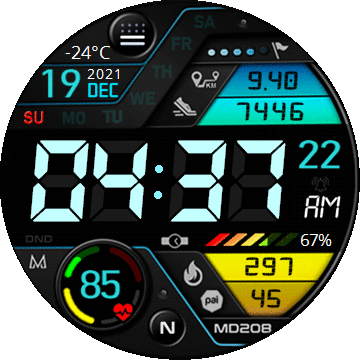 SA
-24°C
FR
19 2021 DEC
TH
KM
9.40
WE
7446
SU MO TU
04:37 22 AM
DND
67%
85
297
pai
45
N
MD208